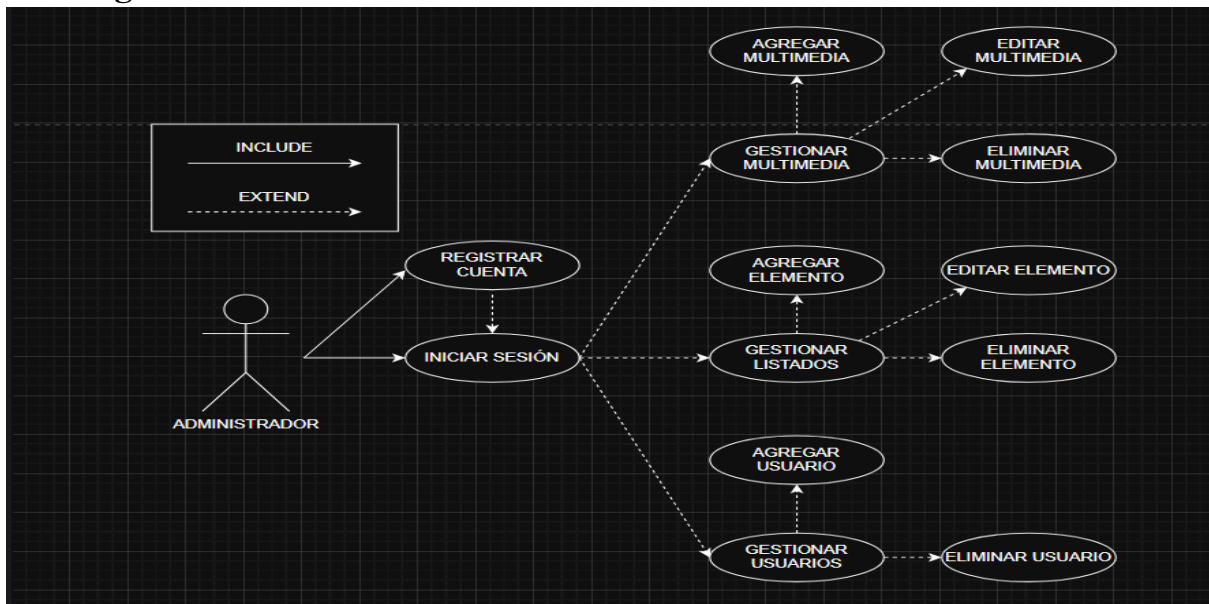 AGREGAR
MULTIMEDIA
EDITAR
MULTIMEDIA
INCLUDE
EXTEND
GESTIONAR
MULTIMEDIA
ELIMINAR
MULTIMEDIA
REGISTRAR
CUENTA
AGREGAR
ELEMENTO
EDITAR ELEMENTO
INICIAR SESIÓN
GESTIONAR
LISTADOS
ELIMINAR
ELEMENTO
ADMINISTRADOR
AGREGAR
USUARIO
GESTIONAR
USUARIOS
ELIMINAR USUARIO